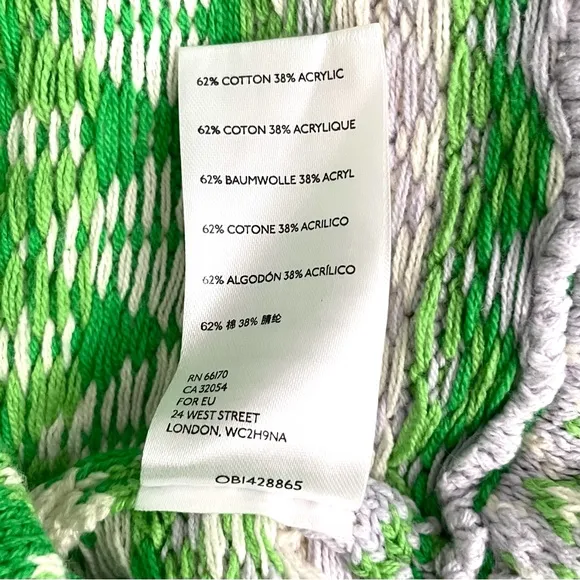 62% COTTON 38% ACRYLIC
62% COTON 38% ACRYLIQUE
62% BAUMWOLLE 38% ACRYL
62% COTONE 38% ACRILICO
62% ALGODÓN 38% ACRÍLICO
62% 棉 38% 腈纶
RN 66170
CA 32054
FOR EU
24 WEST STREET
LONDON, WC2H9NA
OB1428865